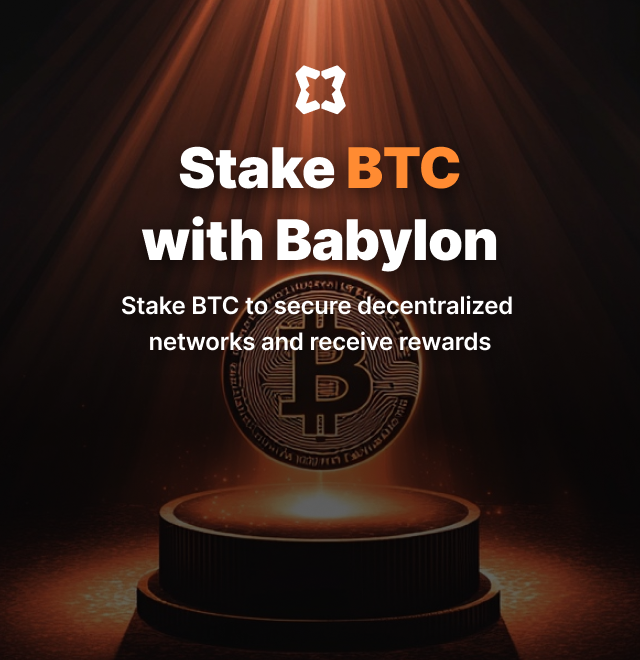 Stake BTC
with Babylon
Stake BTC to secure decentralized
networks and receive rewards